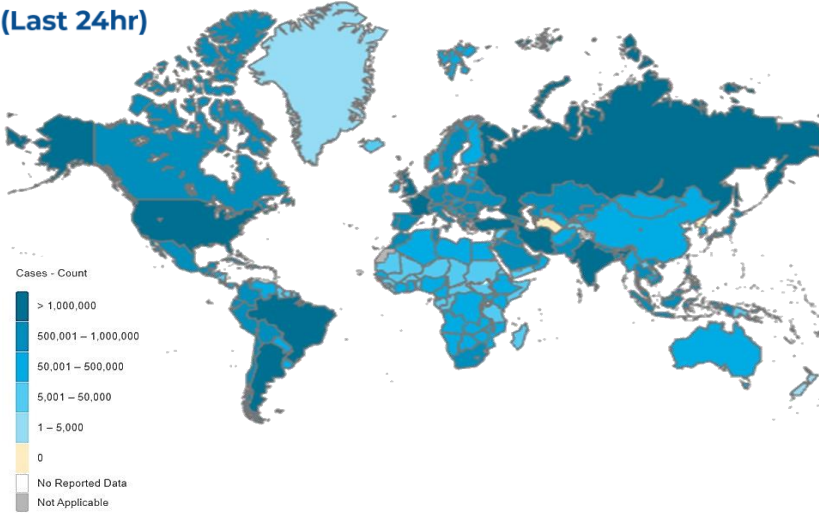 (Last 24hr)
Cases - Count
> 1,000,000
500,001 – 1,000,000
50,001 – 500,000
5,001 – 50,000
1 – 5,000
0
No Reported Data
Not Applicable